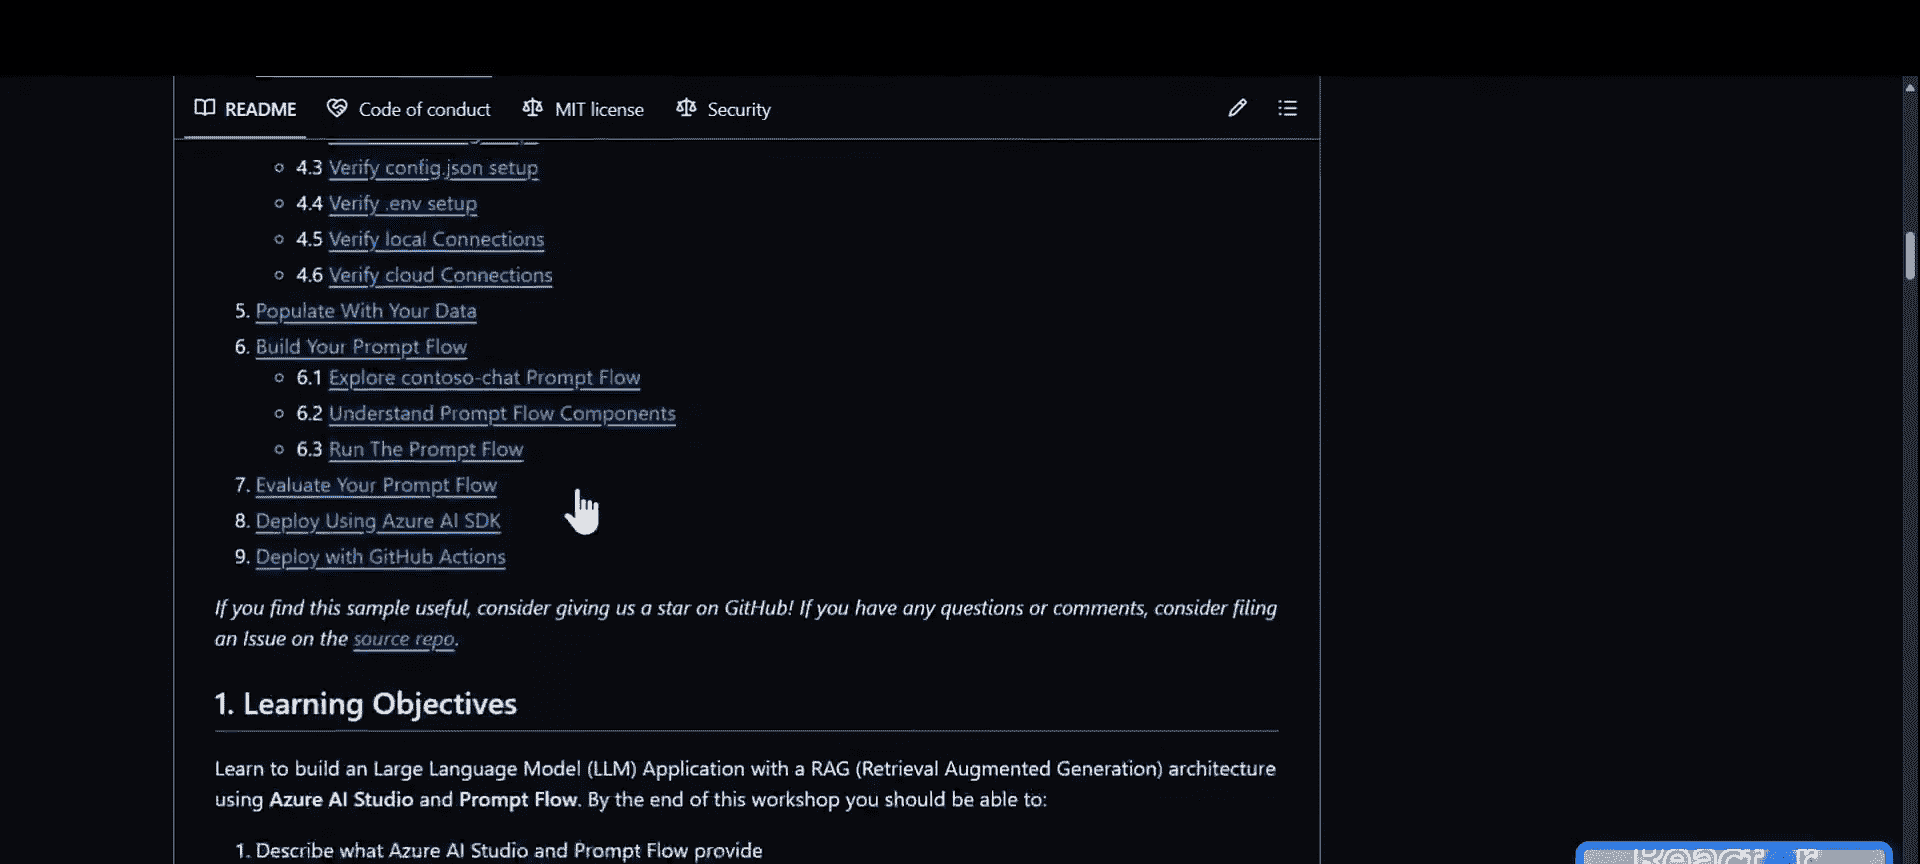 README Code of conduct MIT license Security
4.3 Verify config.json setup
4.4 Verify .env setup
4.5 Verify local Connections
4.6 Verify cloud Connections
5. Populate With Your Data
6. Build Your Prompt Flow
6.1 Explore contoso-chat Prompt Flow
6.2 Understand Prompt Flow Components
6.3 Run The Prompt Flow
7. Evaluate Your Prompt Flow
8. Deploy Using Azure AI SDK
9. Deploy with GitHub Actions
If you find this sample useful, consider giving us a star on GitHub! If you have any questions or comments, consider filing
an Issue on the source repo.
1. Learning Objectives
Learn to build an Large Language Model (LLM) Application with a RAG (Retrieval Augmented Generation) architecture
using Azure AI Studio and Prompt Flow. By the end of this workshop you should be able to:
1. Describe what Azure AI Studio and Prompt Flow provide